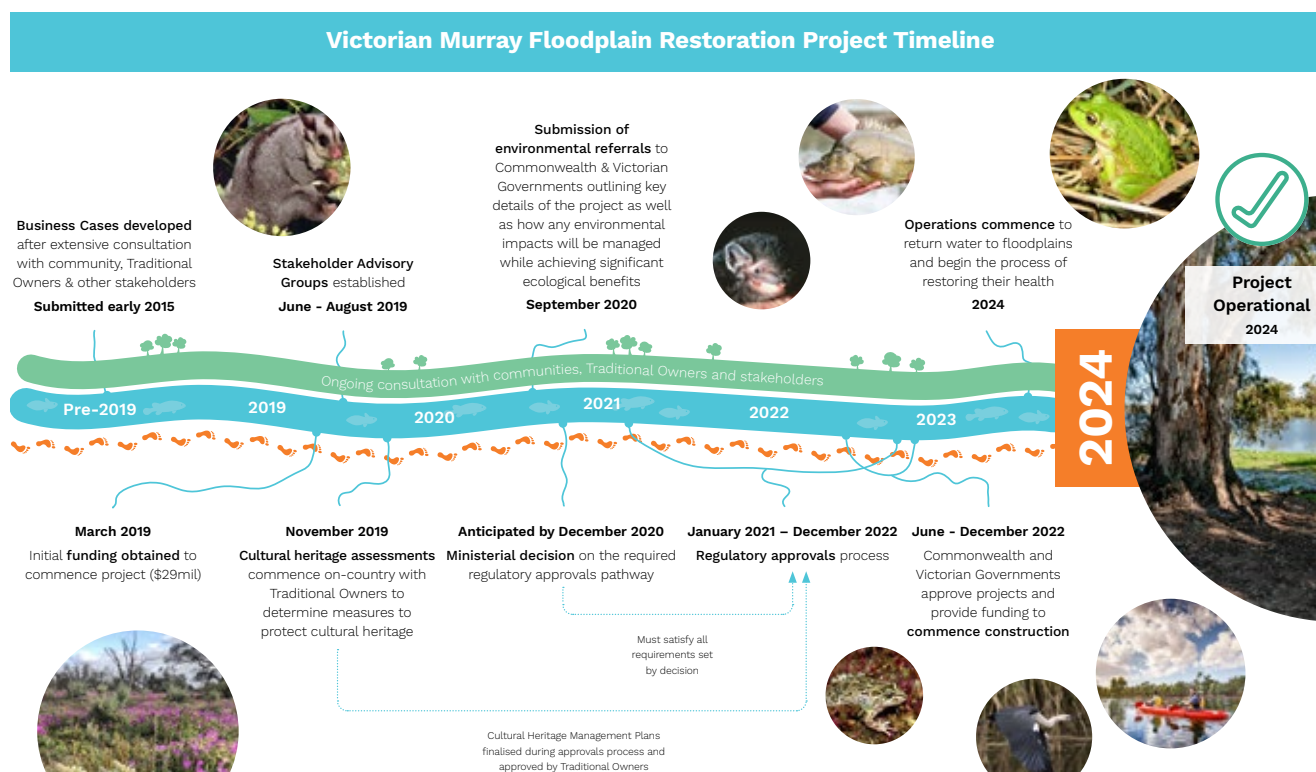 Victorian Murray Floodplain Restoration Project Timeline
Business Cases developed
after extensive consultation
with community, Traditional
Owners & other stakeholders
Submitted early 2015
Stakeholder Advisory
Groups established
June - August 2019
Submission of
environmental referrals to
Commonwealth & Victorian
Governments outlining key
details of the project as well
as how any environmental
impacts will be managed
while achieving significant
ecological benefits
September 2020
Operations commence to
return water to floodplains
and begin the process of
restoring their health
2024
Project
Operational
2024
Ongoing consultation with communities, Traditional Owners and stakeholders
Pre-2019
2019
2020
2021
2022
2023
2024
March 2019
Initial funding obtained to
commence project ($29mil)
November 2019
Cultural heritage assessments
commence on-country with
Traditional Owners to
determine measures to
protect cultural heritage
Anticipated by December 2020
Ministerial decision on the required
regulatory approvals pathway
January 2021 – December 2022
Regulatory approvals process
June - December 2022
Commonwealth and
Victorian Governments
approve projects and
provide funding to
commence construction
Must satisfy all
requirements set
by decision
Cultural Heritage Management Plans
finalised during approvals process and
approved by Traditional Owners